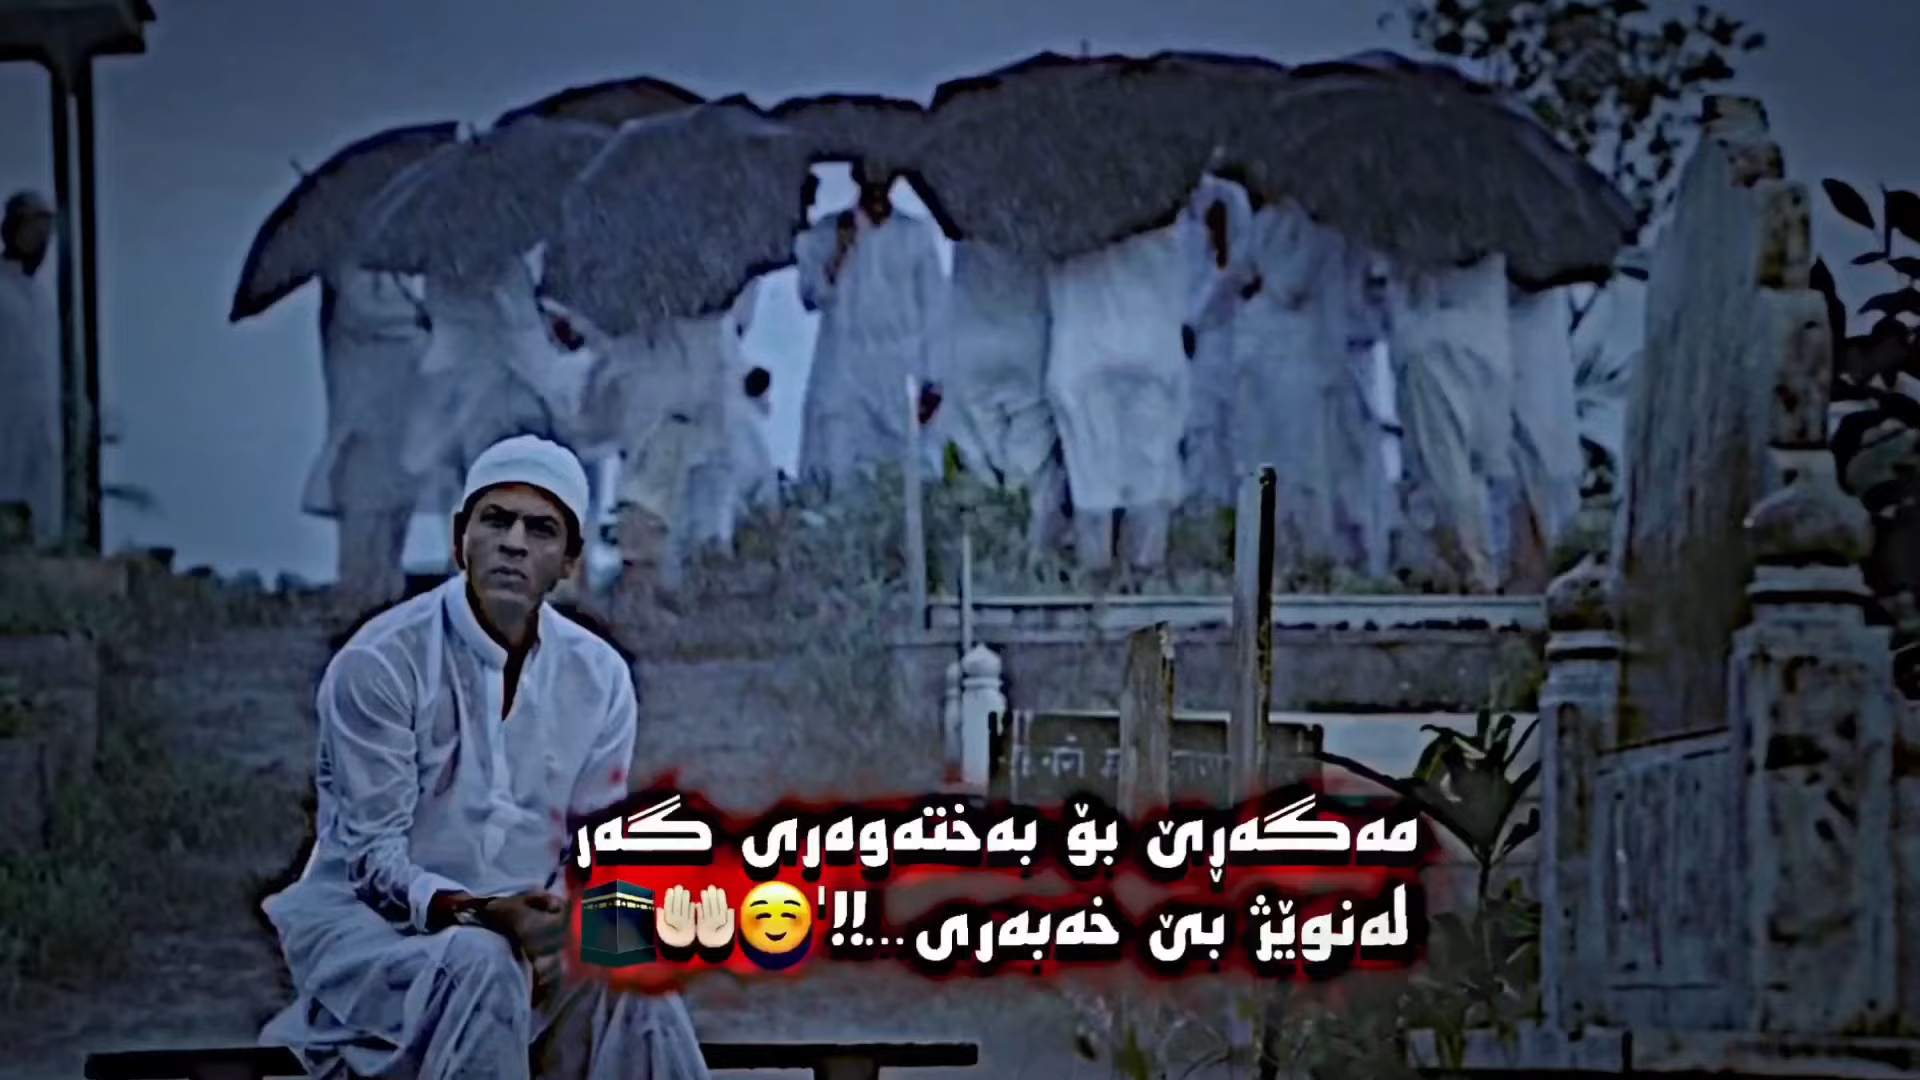 مەگەڕێ بۆ بەختەوەری گەر
لەنوێژ بێ خەبەری...!!'☺️🤲🏻🕋